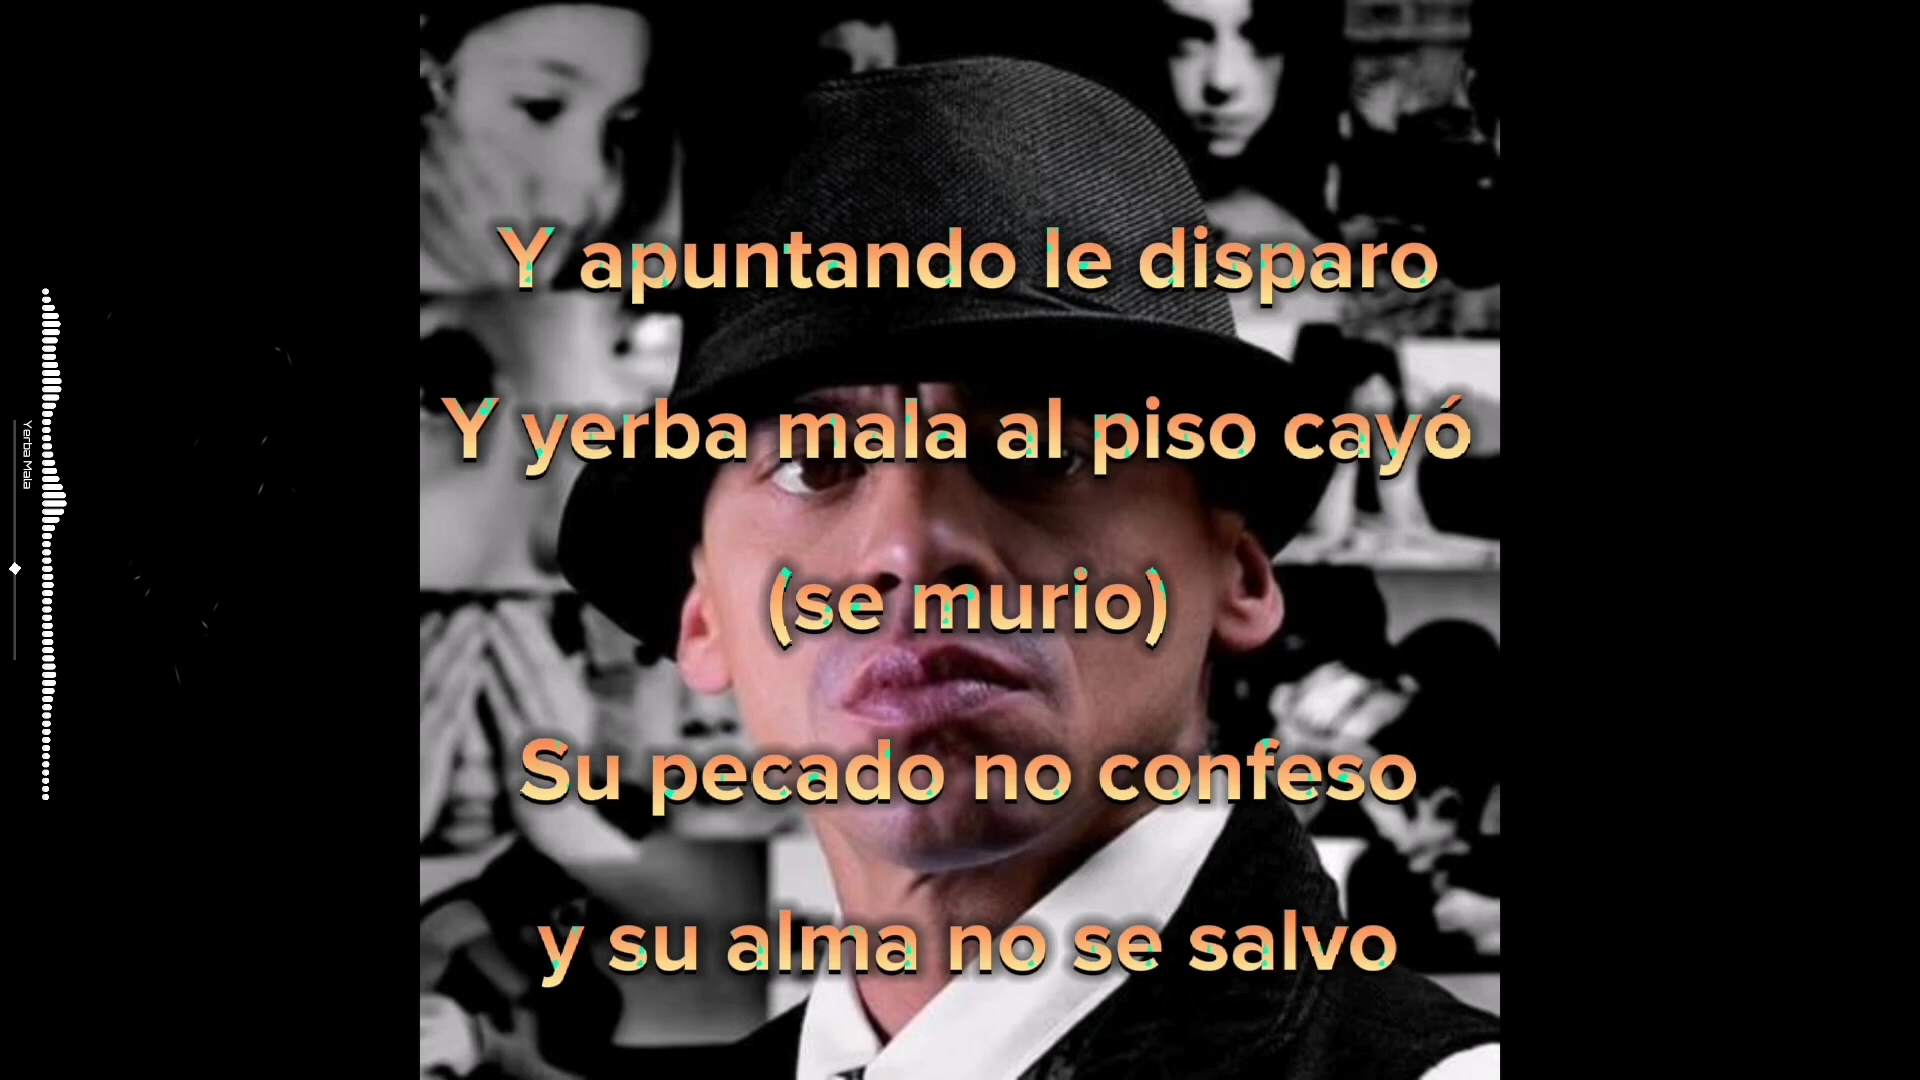 Y apuntando le disparo
Y yerba mala al piso cayó
(se murio)
Su pecado no confeso
y su alma no se salvo
Yerba Mala